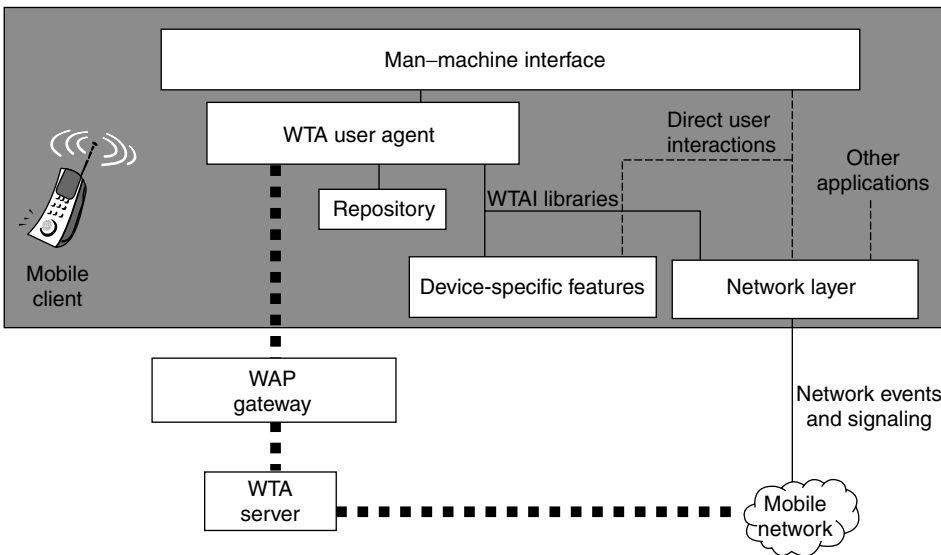 Man–machine interface
WTA user agent
Direct user
interactions
Other
applications
Repository
WTAI libraries
Mobile
client
Device-specific features
Network layer
WAP
gateway
Network events
and signaling
WTA
server
Mobile
network